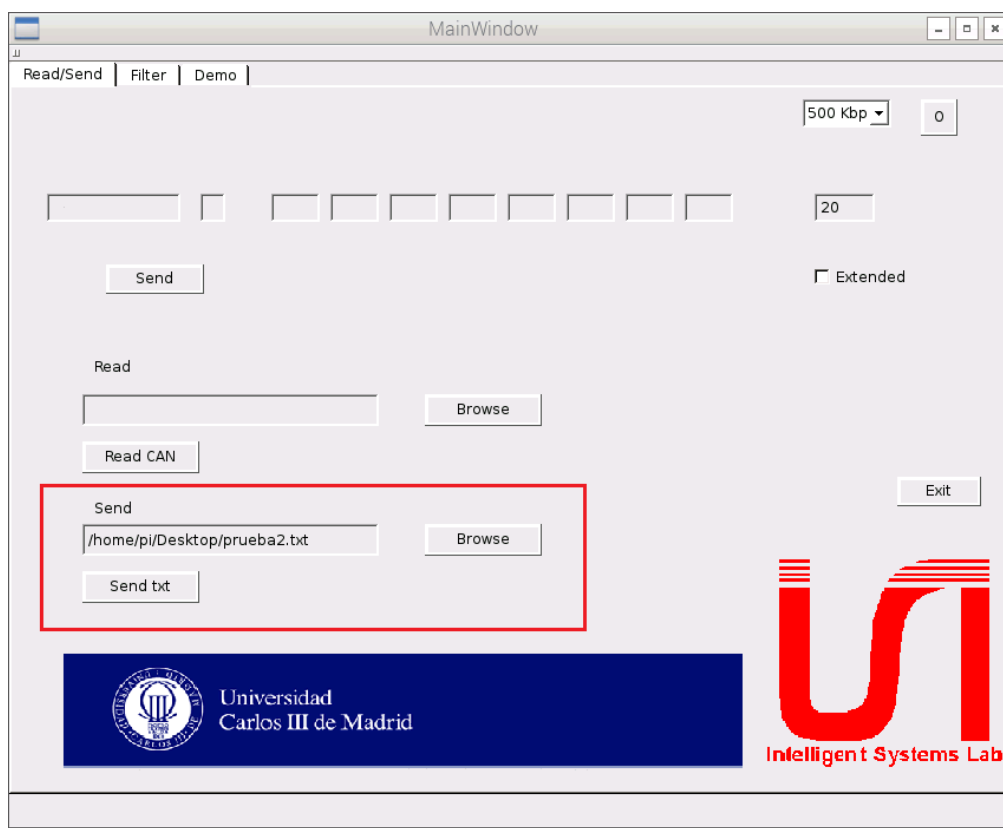 MainWindow
Read/Send Filter Demo
500 Kbp O
20
Send Extended
Read
Browse
Read CAN
Exit
Send
/home/pi/Desktop/prueba2.txt Browse
Send txt
Universidad
Carlos III de Madrid
Intelligent Systems Lab